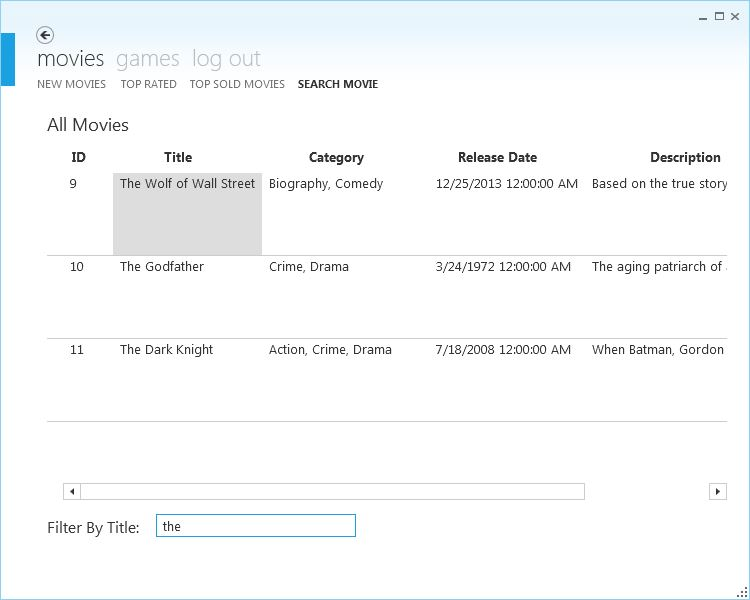 movies games log out
NEW MOVIES TOP RATED TOP SOLD MOVIES SEARCH MOVIE
All Movies
ID Title Category Release Date Description
9 The Wolf of Wall Street Biography, Comedy 12/25/2013 12:00:00 AM Based on the true story
10 The Godfather Crime, Drama 3/24/1972 12:00:00 AM The aging patriarch of
11 The Dark Knight Action, Crime, Drama 7/18/2008 12:00:00 AM When Batman, Gordon
Filter By Title: the